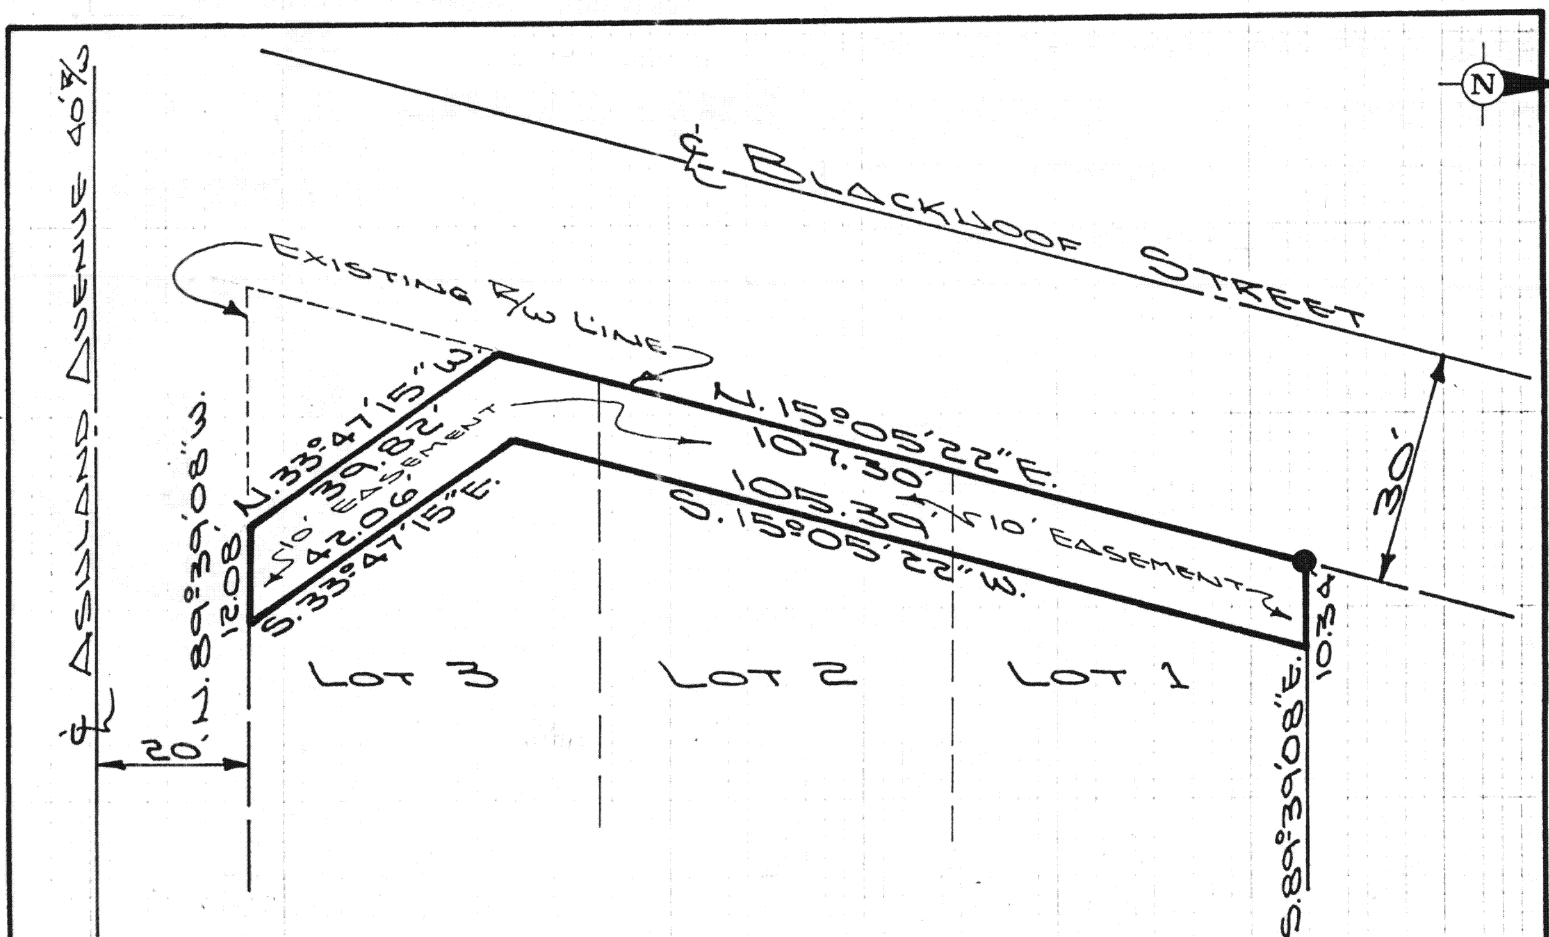 N
℄ BLACKHOOF STREET
℄ ASHLAND AVENUE 40' R/W
EXISTING R/W LINE
N. 33° 47' 15" W.
39.82'
10' EASEMENT
42.06'
S. 33° 47' 15" E.
N. 15° 05' 22" E.
107.30'
105.39'
S. 15° 05' 22" W.
10' EASEMENT
30'
N. 89° 39' 08" W.
12.08'
20'
LOT 3
LOT 2
LOT 1
10.34
S. 89° 39' 08" E.